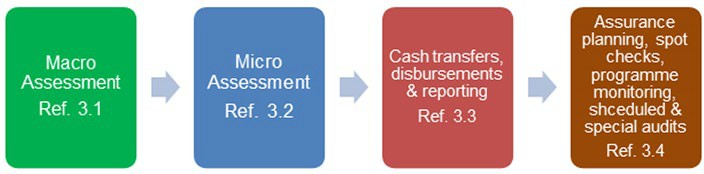 Macro
Assessment
Ref. 3.1
Micro
Assessment
Ref. 3.2
Cash transfers,
disbursements
& reporting
Ref. 3.3
Assurance
planning, spot
checks,
programme
monitoring,
shceduled &
special audits
Ref. 3.4